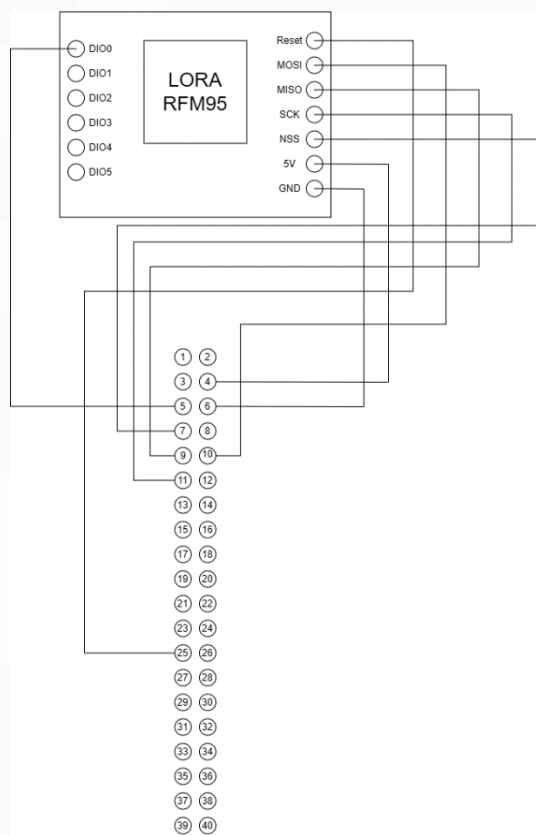 DIO0
DIO1
DIO2
DIO3
DIO4
DIO5
LORA
RFM95
Reset
MOSI
MISO
SCK
NSS
5V
GND
1 2
3 4
5 6
7 8
9 10
11 12
13 14
15 16
17 18
19 20
21 22
23 24
25 26
27 28
29 30
31 32
33 34
35 36
37 38
39 40